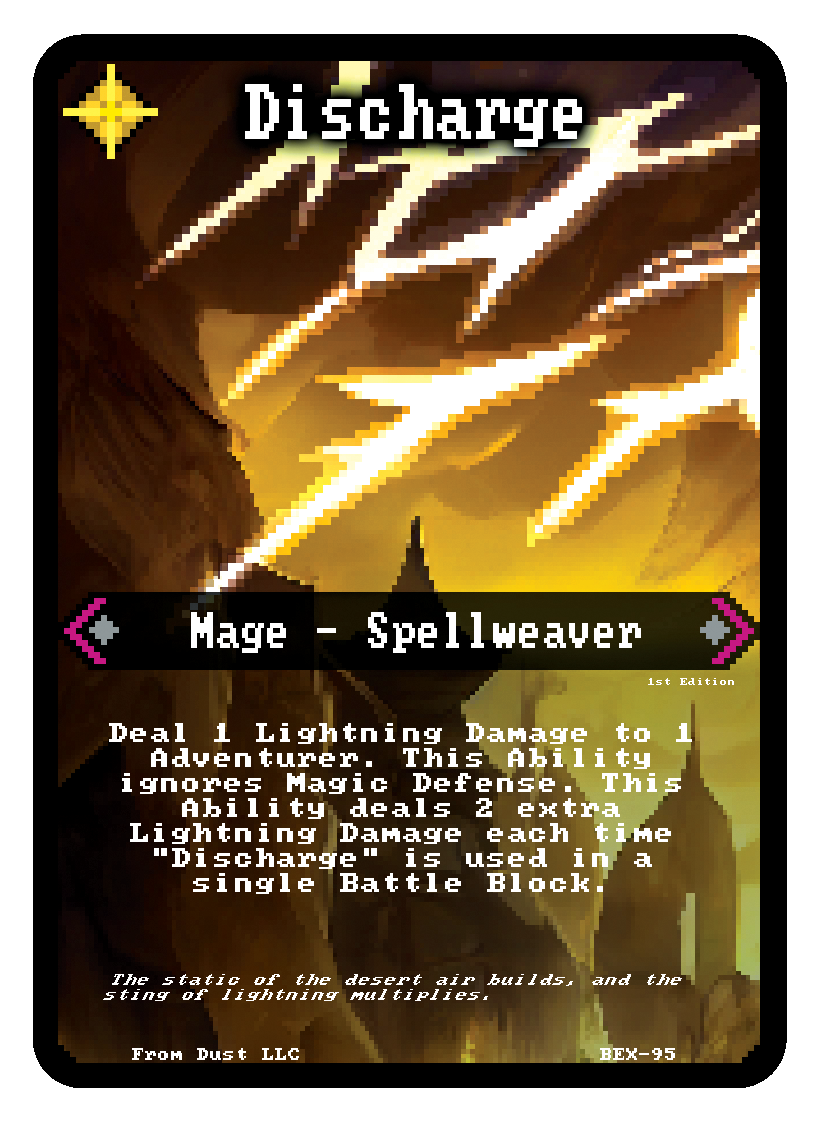 Discharge
Mage - Spellweaver
1st Edition
Deal 1 Lightning Damage to 1
Adventurer. This Ability
ignores Magic Defense. This
Ability deals 2 extra
Lightning Damage each time
"Discharge" is used in a
single Battle Block.
The static of the desert air builds, and the
sting of lightning multiplies.
From Dust LLC
BEX-95